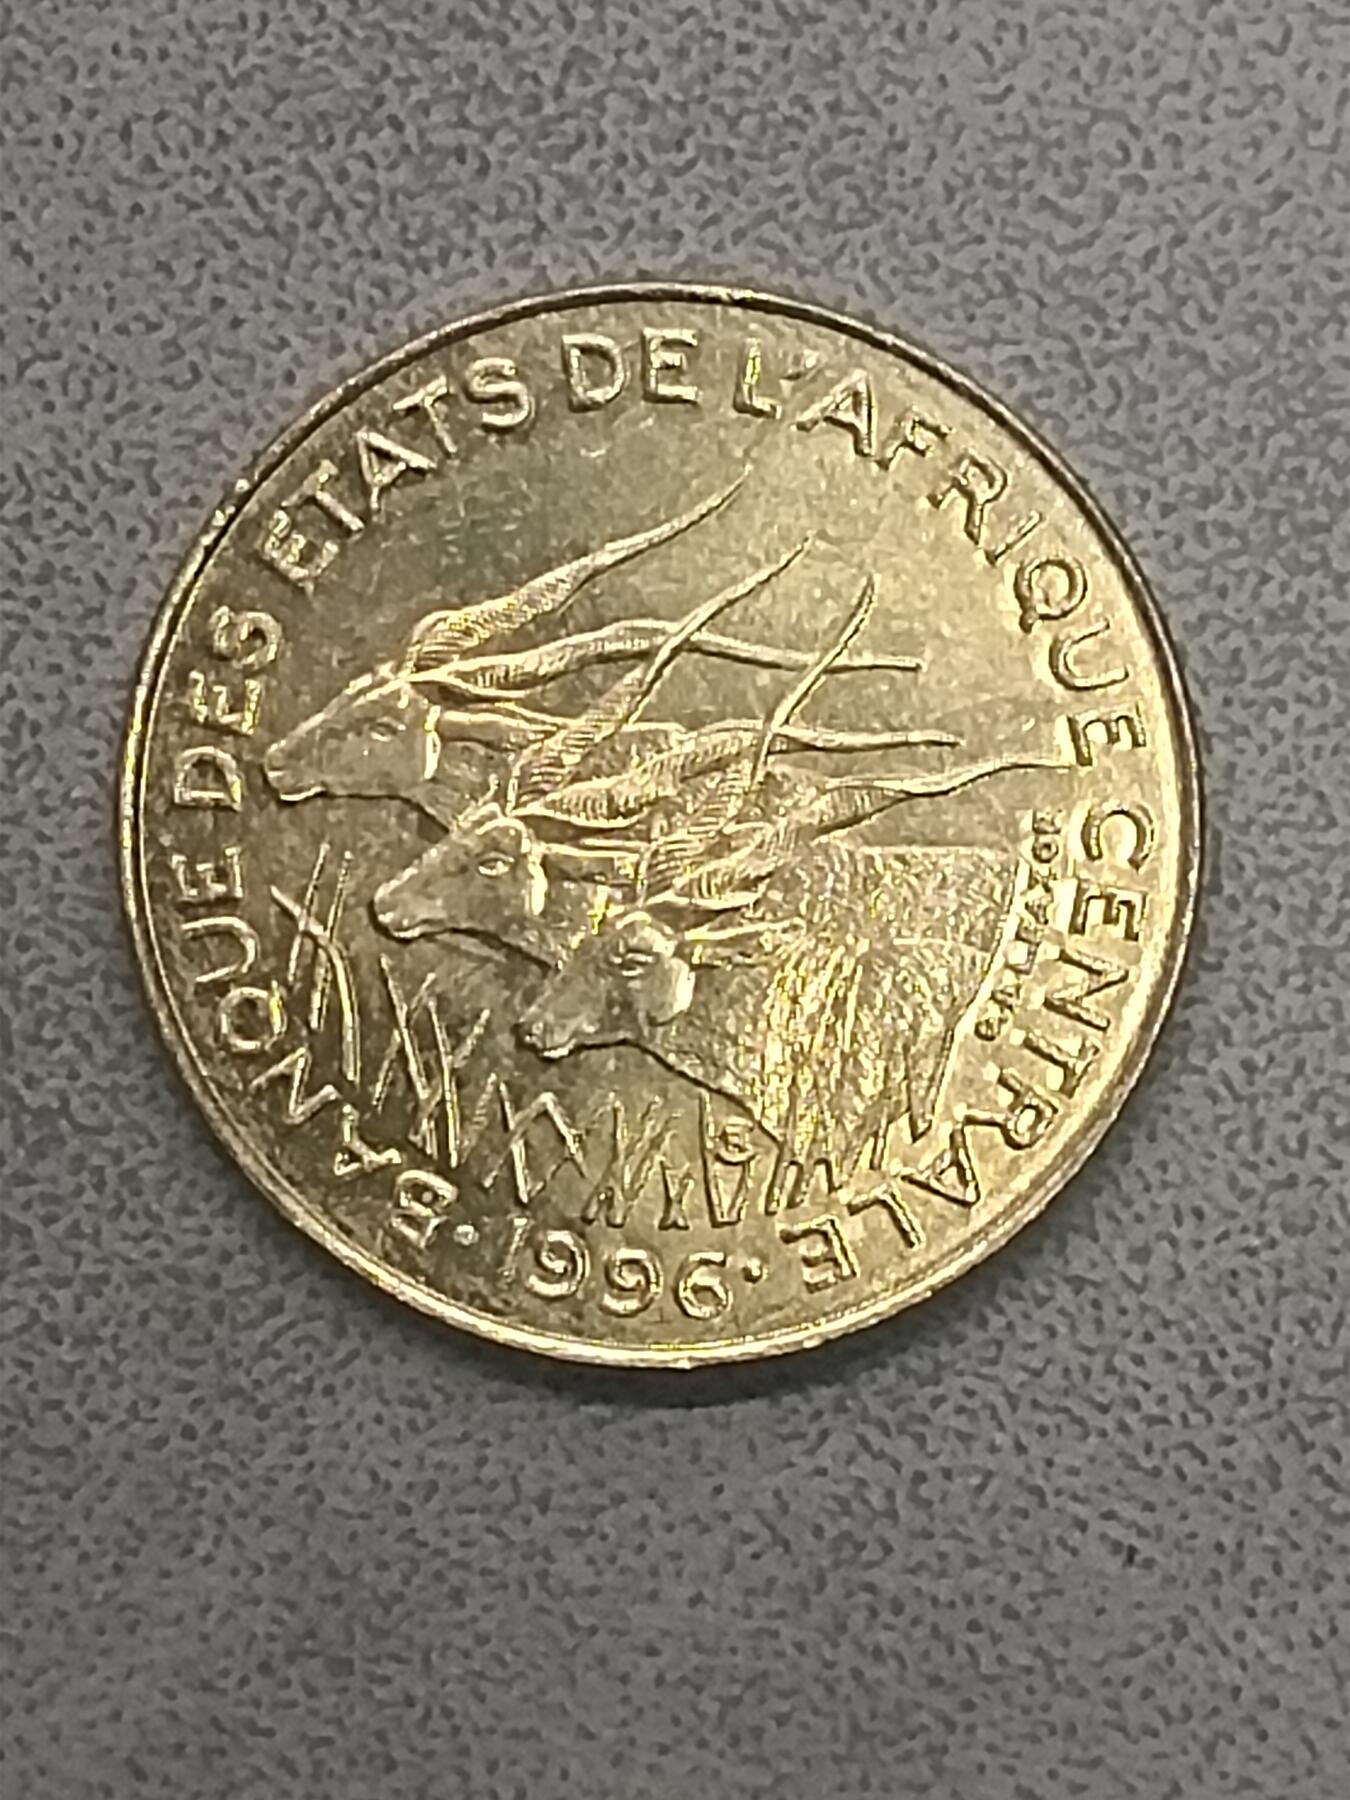 BANQUE DES ETATS DE L'AFRIQUE CENTRALE
• 1996 •